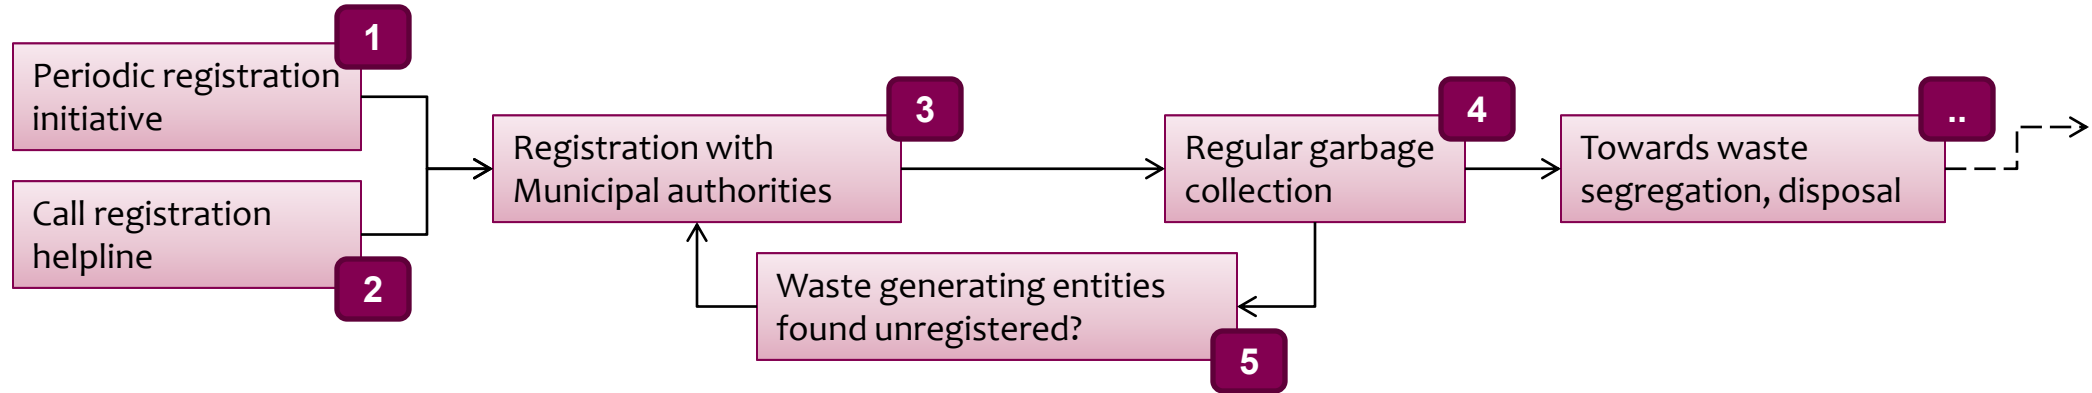 1
Periodic registration
initiative
Call registration
helpline
2
3
Registration with
Municipal authorities
4
Regular garbage
collection
..
Towards waste
segregation, disposal
Waste generating entities
found unregistered?
5